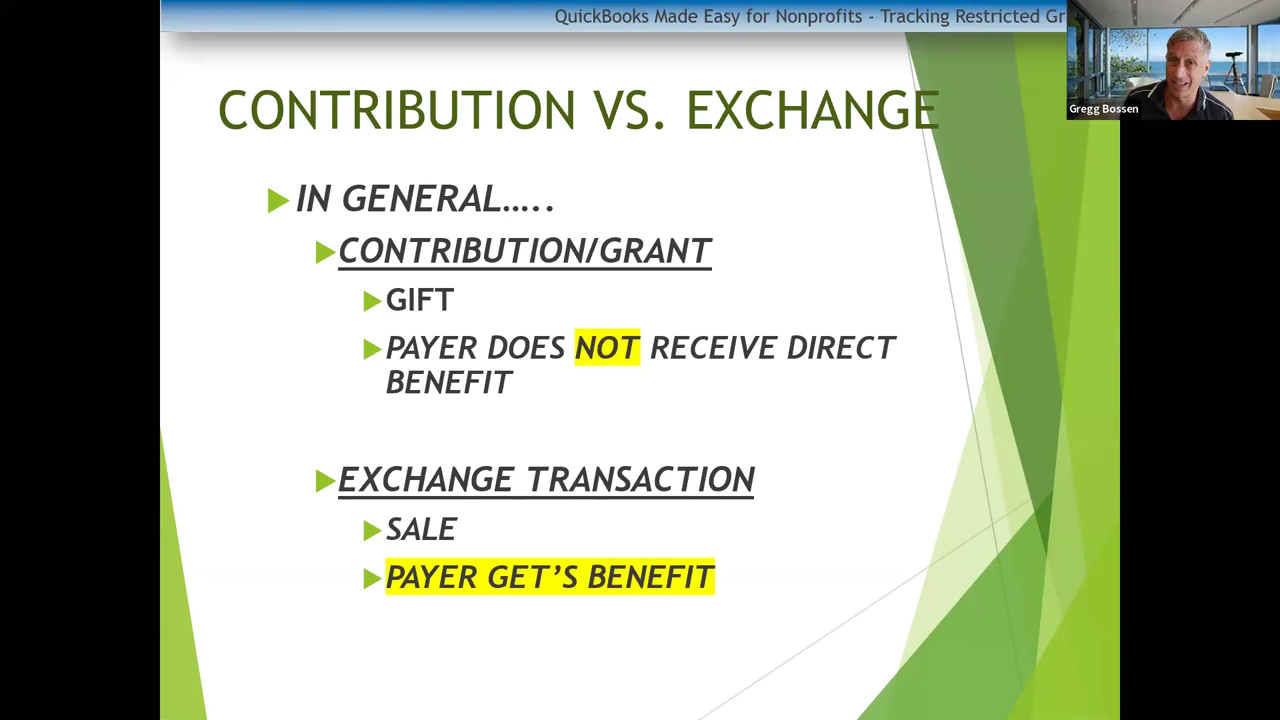 QuickBooks Made Easy for Nonprofits - Tracking Restricted Gr
Gregg Bossen
CONTRIBUTION VS. EXCHANGE
IN GENERAL.....
CONTRIBUTION/GRANT
GIFT
PAYER DOES NOT RECEIVE DIRECT
BENEFIT
EXCHANGE TRANSACTION
SALE
PAYER GET’S BENEFIT